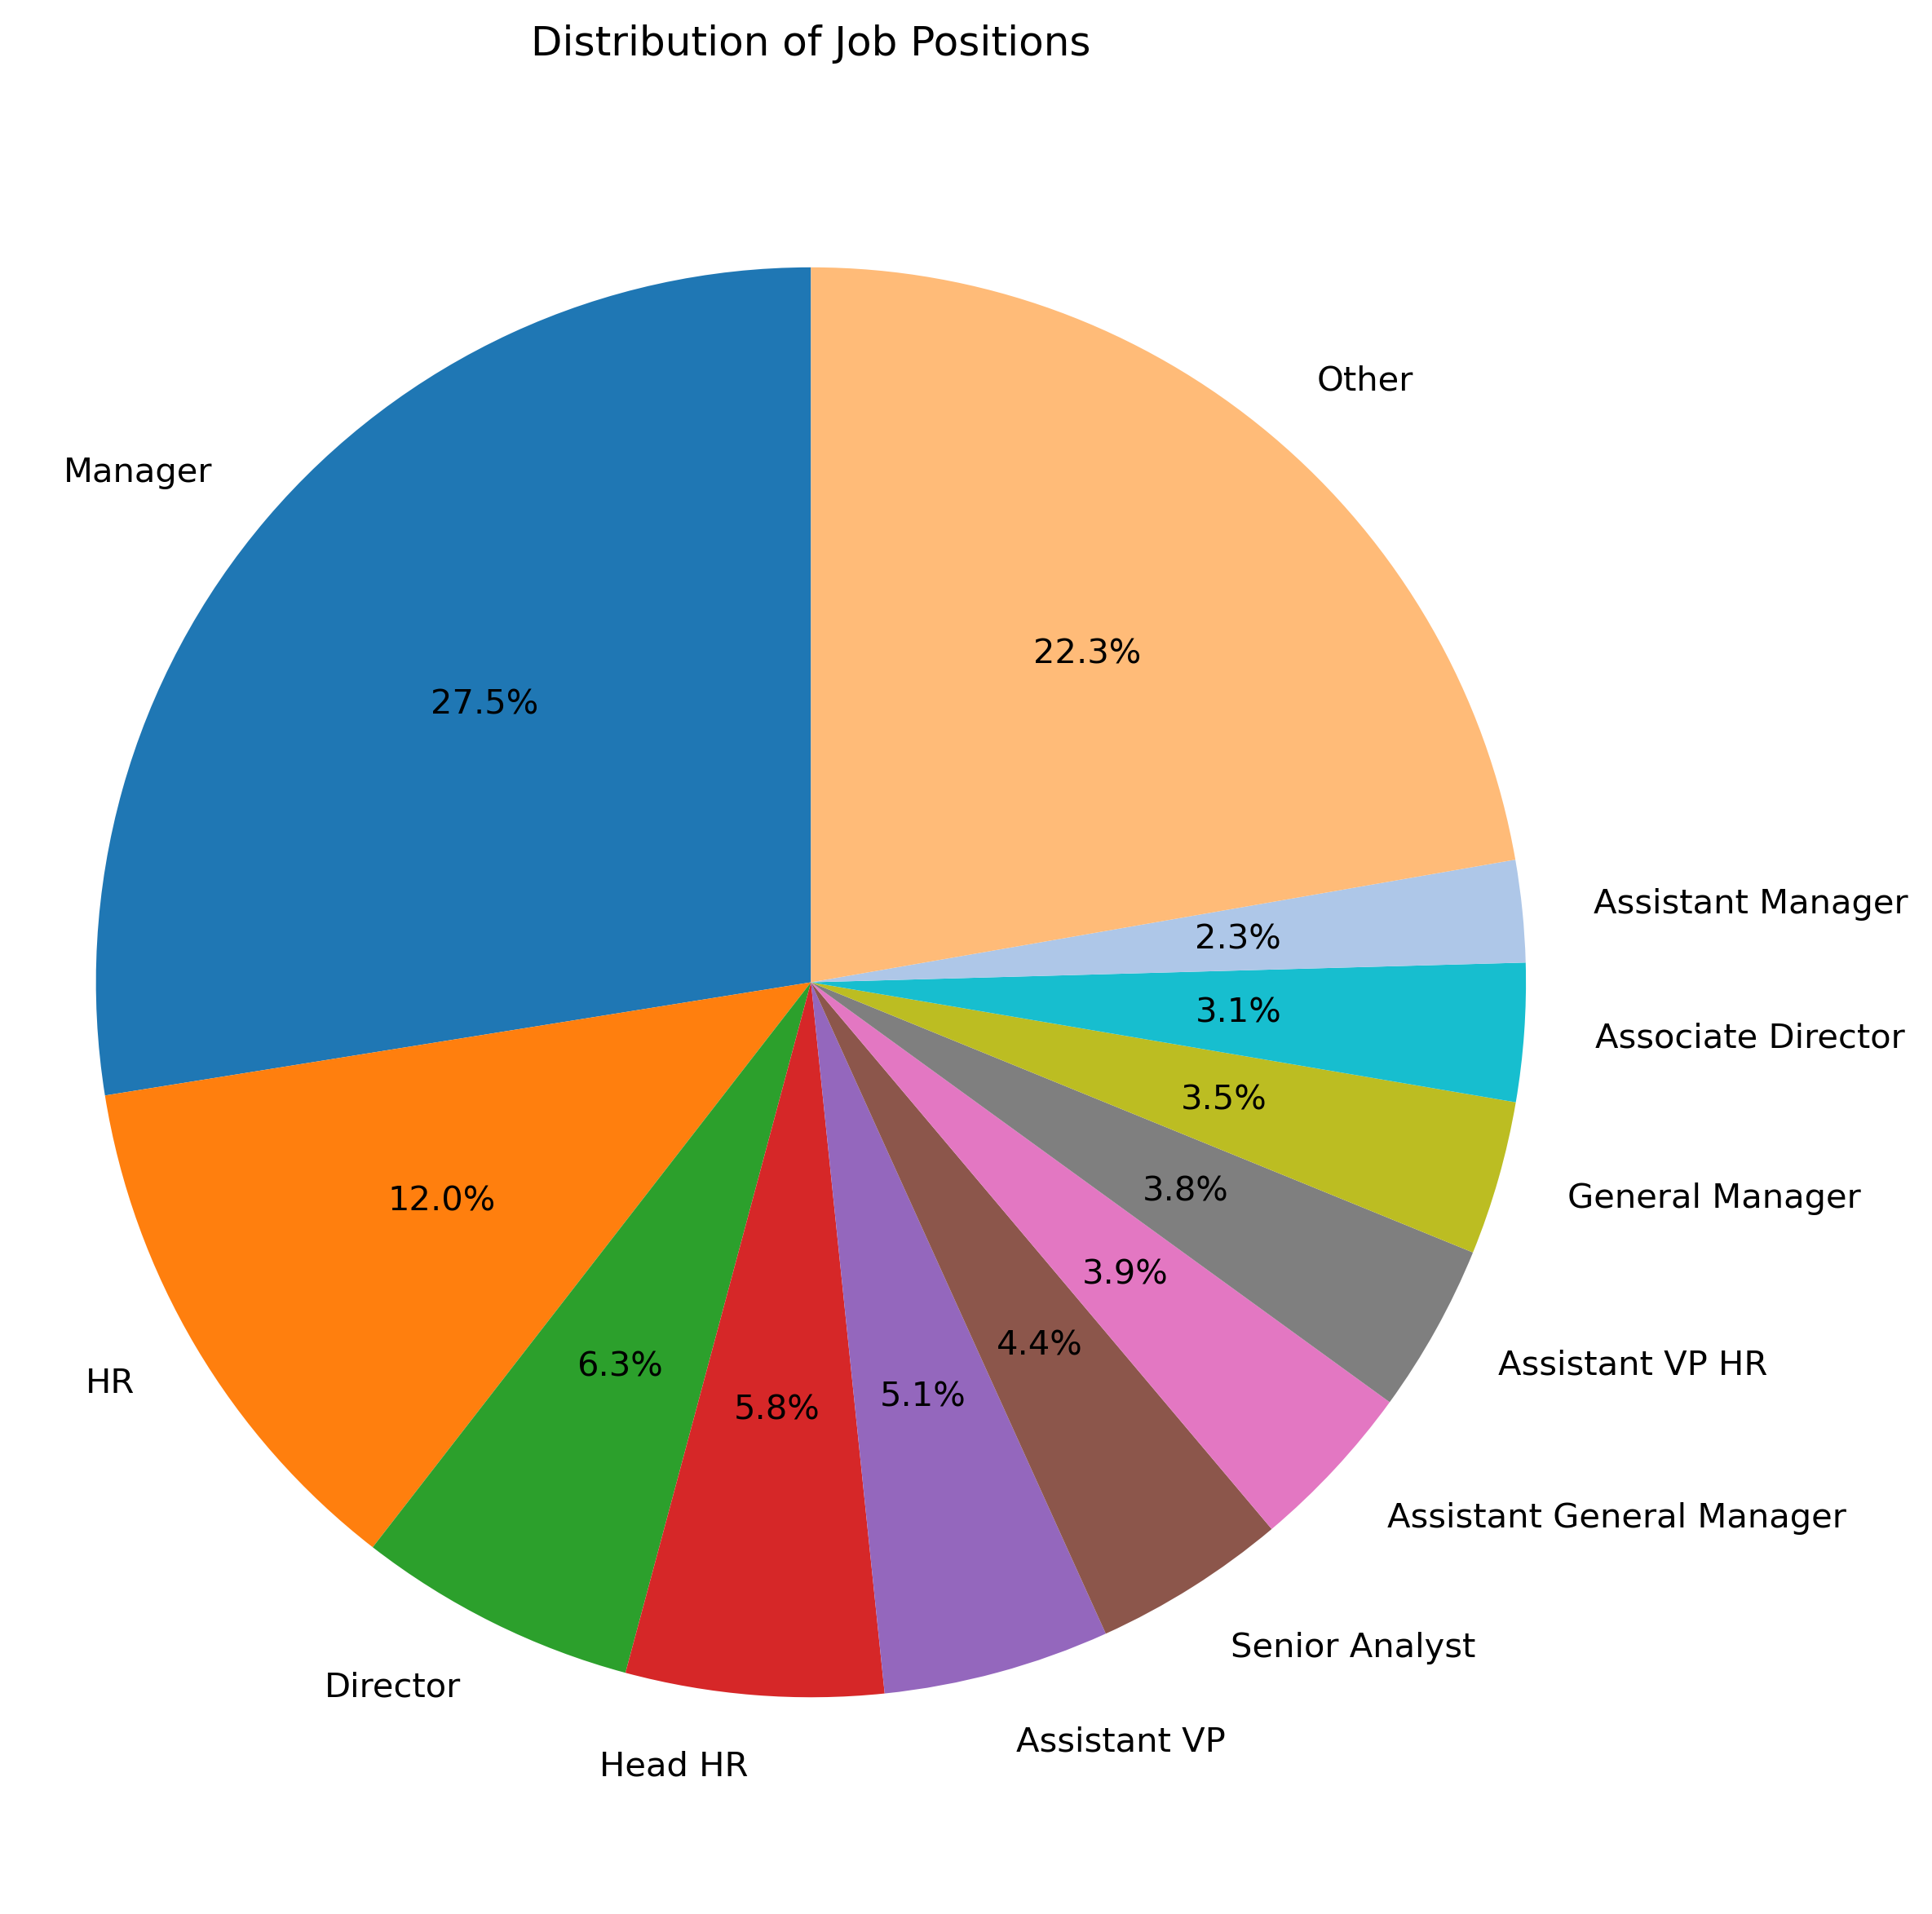 Distribution of Job Positions
Other
Manager
22.3%
27.5%
Assistant Manager
2.3%
3.1%
Associate Director
3.5%
General Manager
3.8%
12.0%
3.9%
4.4%
Assistant VP HR
6.3%
HR
5.1%
5.8%
Assistant General Manager
Senior Analyst
Director
Assistant VP
Head HR